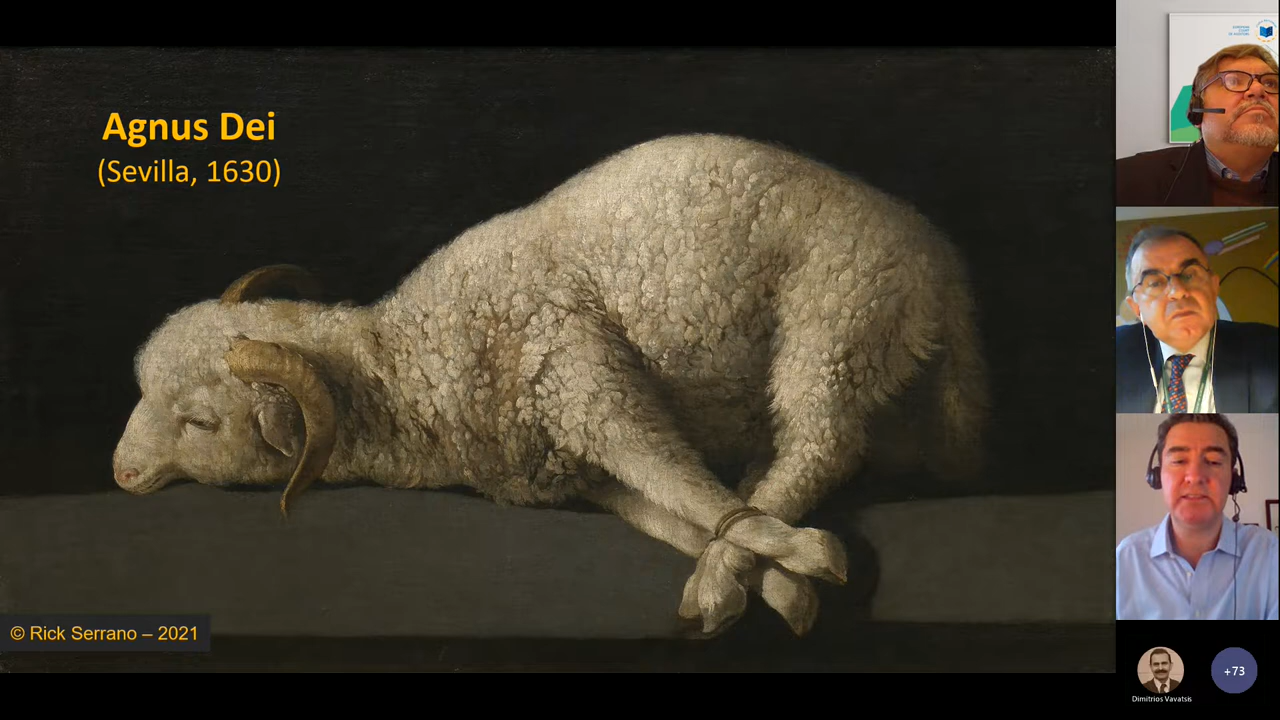 Agnus Dei
(Sevilla, 1630)
© Rick Serrano – 2021
Dimitrios Vavatsis
+73